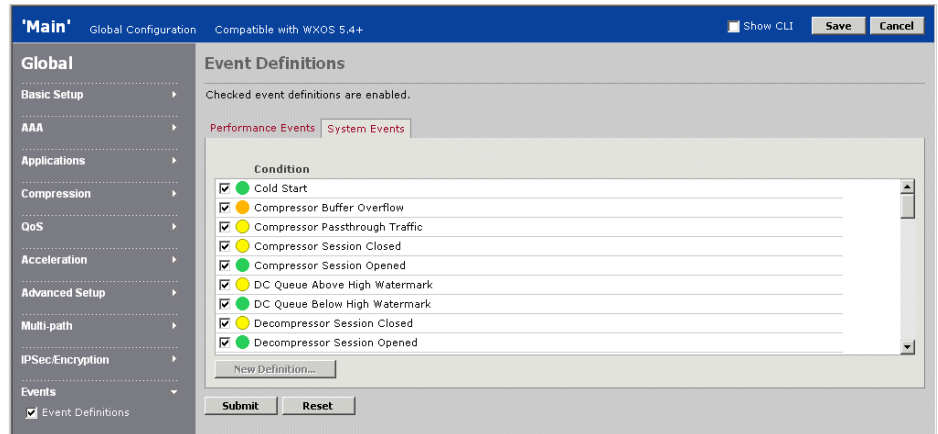 'Main' Global Configuration Compatible with WXOS 5.4+ Show CLI Save Cancel
Global
Basic Setup
AAA
Applications
Compression
QoS
Acceleration
Advanced Setup
Multi-path
IPSec/Encryption
Events
Event Definitions
Event Definitions
Checked event definitions are enabled.
Performance Events System Events
Condition
Cold Start
Compressor Buffer Overflow
Compressor Passthrough Traffic
Compressor Session Closed
Compressor Session Opened
DC Queue Above High Watermark
DC Queue Below High Watermark
Decompressor Session Closed
Decompressor Session Opened
New Definition...
Submit Reset